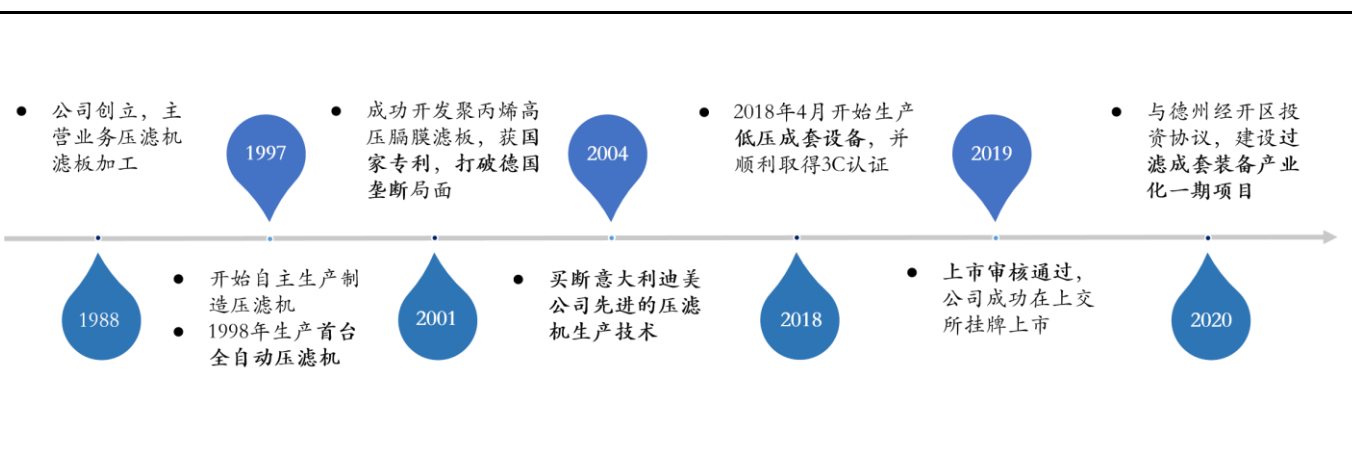 ● 公司创立，主
营业务压滤机
滤板加工
1988
1997
● 开始自主生产制
造压滤机
● 1998年生产首台
全自动压滤机
● 成功开发聚丙烯高
压膈膜滤板，获国
家专利，打破德国
垄断局面
2001
2004
● 买断意大利迪美
公司先进的压滤
机生产技术
● 2018年4月开始生产
低压成套设备，并
顺利取得3C认证
2018
2019
● 上市审核通过，
公司成功在上交
所挂牌上市
● 与德州经开区投
资协议，建设过
滤成套装备产业
化一期项目
2020